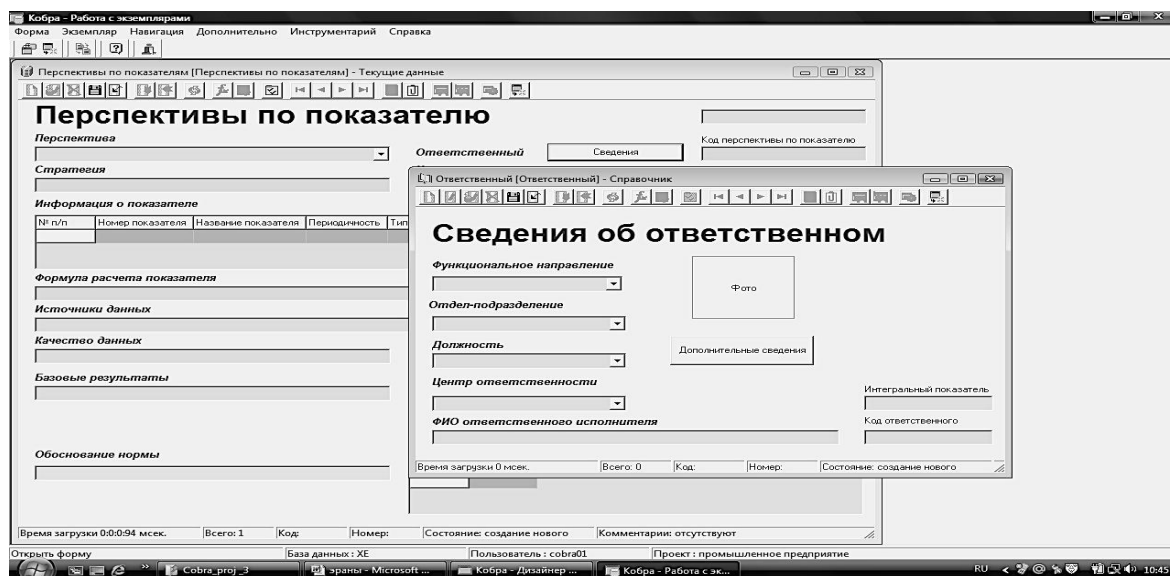 Кобра - Работа с экземплярами
Форма Экземпляр Навигация Дополнительно Инструментарий Справка
Перспективы по показателям [Перспективы по показателям] - Текущие данные
Перспективы по показателю
Перспектива
Код перспективы по показателю
Ответственный Сведения
Стратегия
Информация о показателе
№ п/п Номер показателя Название показателя Периодичность Тип
Формула расчета показателя
Источники данных
Качество данных
Базовые результаты
Обоснование нормы
Ответственный [Ответственный] - Справочник
Сведения об ответственном
Функциональное направление
Фото
Отдел-подразделение
Должность
Дополнительные сведения
Центр ответственности
Интегральный показатель
ФИО ответственного исполнителя
Код ответственного
Время загрузки 0 мсек. Всего: 0 Код: Номер: Состояние: создание нового
Время загрузки 0:0:0:94 мсек. Всего: 1 Код: Номер: Состояние: создание нового Комментарии: отсутствуют
Открыть форму База данных : XE Пользователь : cobra01 Проект : промышленное предприятие
Cobra_proj_3 эраны - Microsoft ... Кобра - Дизайнер ... Кобра - Работа с эк... RU 10:45